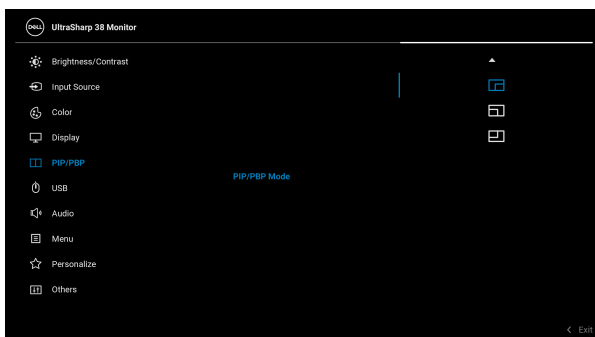 DELL
UltraSharp 38 Monitor
Brightness/Contrast
Input Source
Color
Display
PIP/PBP
PIP/PBP Mode
USB
Audio
Menu
Personalize
Others
Exit